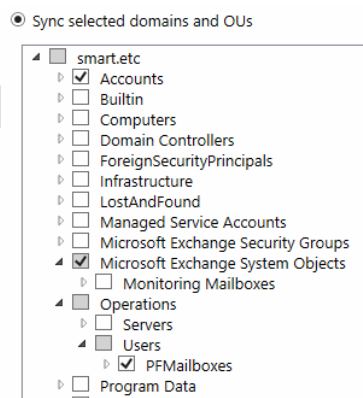 Sync selected domains and OUs
smart.etc
Accounts
Builtin
Computers
Domain Controllers
ForeignSecurityPrincipals
Infrastructure
LostAndFound
Managed Service Accounts
Microsoft Exchange Security Groups
Microsoft Exchange System Objects
Monitoring Mailboxes
Operations
Servers
Users
PFMailboxes
Program Data